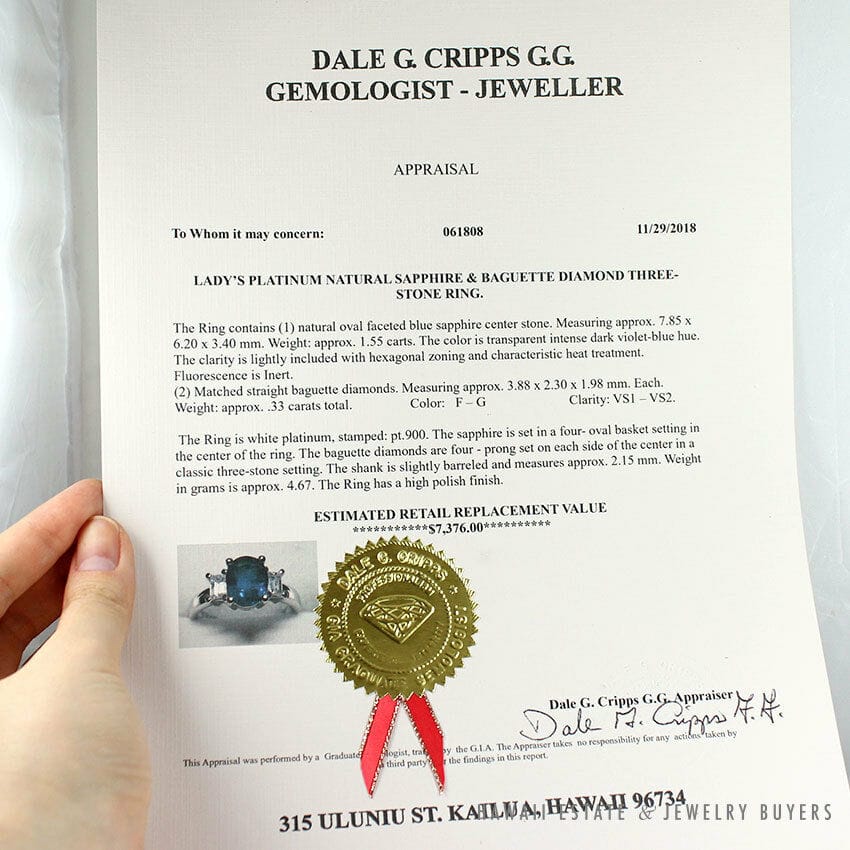 DALE G. CRIPPS G.G.
GEMOLOGIST - JEWELLER
APPRAISAL
To Whom it may concern: 061808 11/29/2018
LADY'S PLATINUM NATURAL SAPPHIRE & BAGUETTE DIAMOND THREE-
STONE RING.
The Ring contains (1) natural oval faceted blue sapphire center stone. Measuring approx. 7.85 x
6.20 x 3.40 mm. Weight: approx. 1.55 carts. The color is transparent intense dark violet-blue hue.
The clarity is lightly included with hexagonal zoning and characteristic heat treatment.
Fluorescence is Inert.
(2) Matched straight baguette diamonds. Measuring approx. 3.88 x 2.30 x 1.98 mm. Each.
Weight: approx. .33 carats total. Color: F – G Clarity: VS1 – VS2.
The Ring is white platinum, stamped: pt.900. The sapphire is set in a four- oval basket setting in
the center of the ring. The baguette diamonds are four - prong set on each side of the center in a
classic three-stone setting. The shank is slightly barreled and measures approx. 2.15 mm. Weight
in grams is approx. 4.67. The Ring has a high polish finish.
ESTIMATED RETAIL REPLACEMENT VALUE
***********$7,376.00**********
DALE G. CRIPPS
PROFESSIONAL
GIA GRADUATE GEMOLOGIST
Dale G. Cripps G.G. Appraiser
Dale G. Cripps G.G.
This Appraisal was performed by a Graduate by the G.I.A. The Appraiser takes no responsibility for any actions, taken by
third party the findings in this report.
315 ULUNIU ST. KAILUA, HAWAII 96734
HAWAII ESTATE & JEWELRY BUYERS